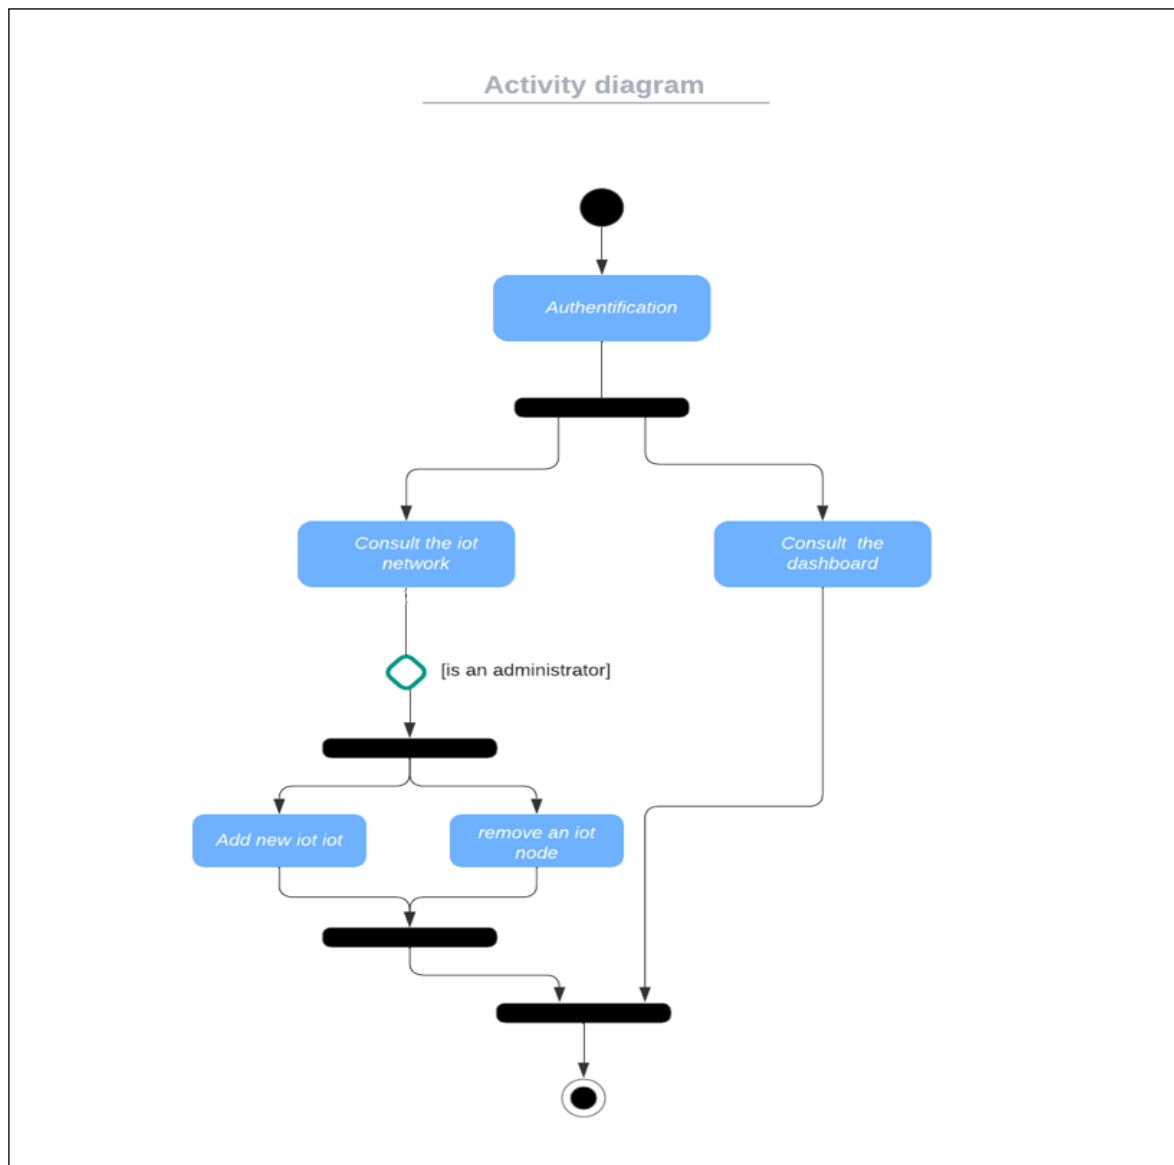 Activity diagram
Authentification
Consult the iot
network
Consult the
dashboard
[is an administrator]
Add new iot iot
remove an iot
node